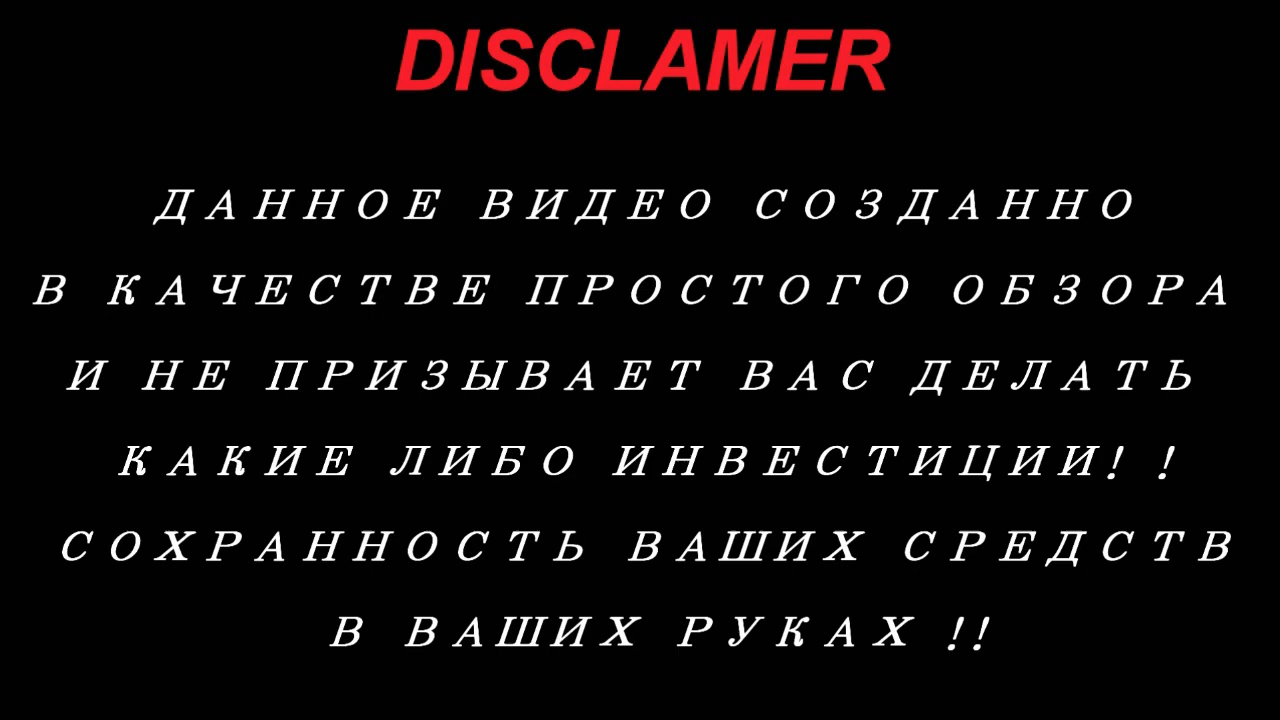 DISCLAMER
ДАННОЕ ВИДЕО СОЗДАННО
В КАЧЕСТВЕ ПРОСТОГО ОБЗОРА
И НЕ ПРИЗЫВАЕТ ВАС ДЕЛАТЬ
КАКИЕ ЛИБО ИНВЕСТИЦИИ! !
СОХРАННОСТЬ ВАШИХ СРЕДСТВ
В ВАШИХ РУКАХ !!